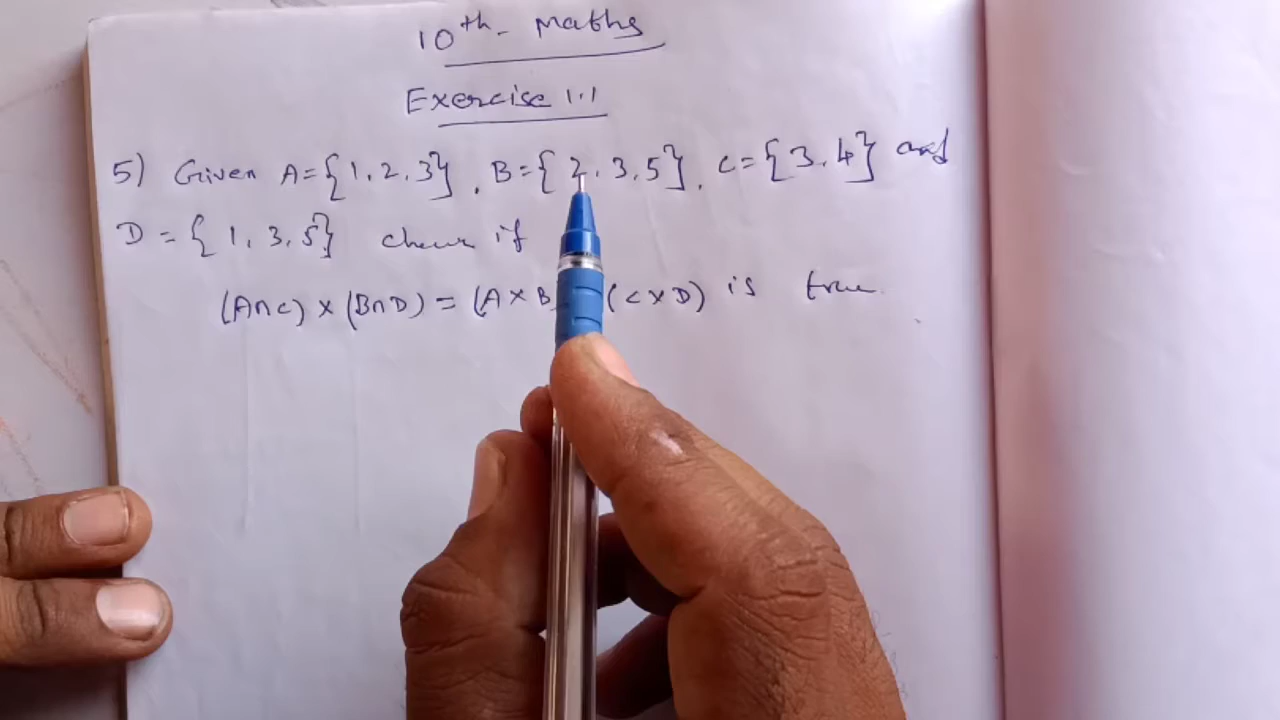 10th - Maths
Exercise 1.1
5) Given A = {1, 2, 3}, B = {2, 3, 5}, C = {3, 4} and
D = {1, 3, 5} if
(A∩C) × (B∩D) = (A × B (C × D) is true.